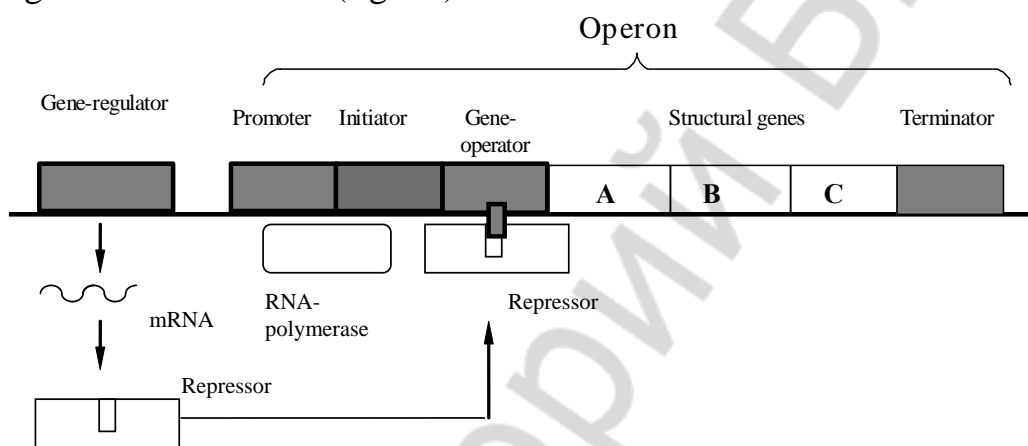 Operon
Gene-regulator
Promoter
Initiator
Gene-
operator
Structural genes
Terminator
A
B
C
RNA-
polymerase
Repressor
mRNA
Repressor